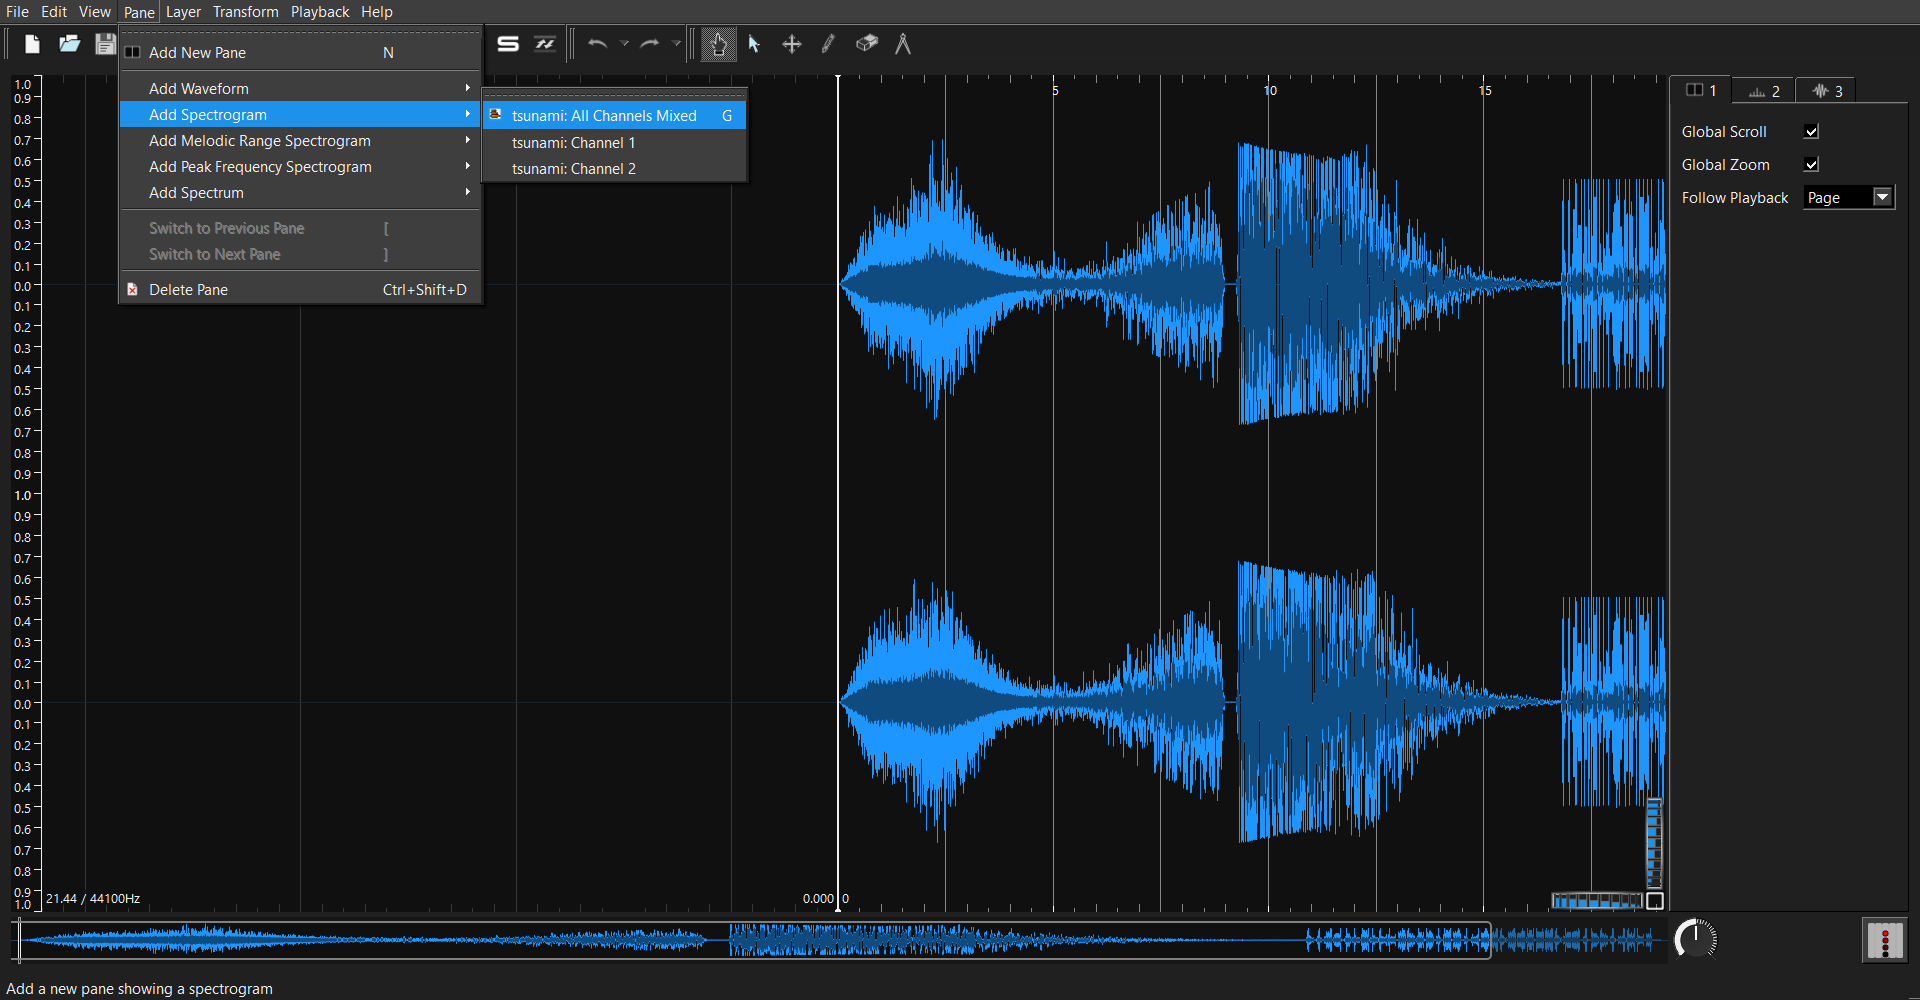 File Edit View Pane Layer Transform Playback Help
Add New Pane N
Add Waveform
Add Spectrogram
Add Melodic Range Spectrogram
Add Peak Frequency Spectrogram
Add Spectrum
Switch to Previous Pane [
Switch to Next Pane ]
Delete Pane Ctrl+Shift+D
tsunami: All Channels Mixed G
tsunami: Channel 1
tsunami: Channel 2
5 10 15
1.0
0.9
0.8
0.7
0.6
0.5
0.4
0.3
0.2
0.1
0.0
0.1
0.2
0.3
0.4
0.5
0.6
0.7
0.8
0.9
1.0
0.9
0.8
0.7
0.6
0.5
0.4
0.3
0.2
0.1
0.0
0.1
0.2
0.3
0.4
0.5
0.6
0.7
0.8
0.9
1.0
21.44 / 44100Hz
0.000 0
1 2 3
Global Scroll
Global Zoom
Follow Playback Page
Add a new pane showing a spectrogram